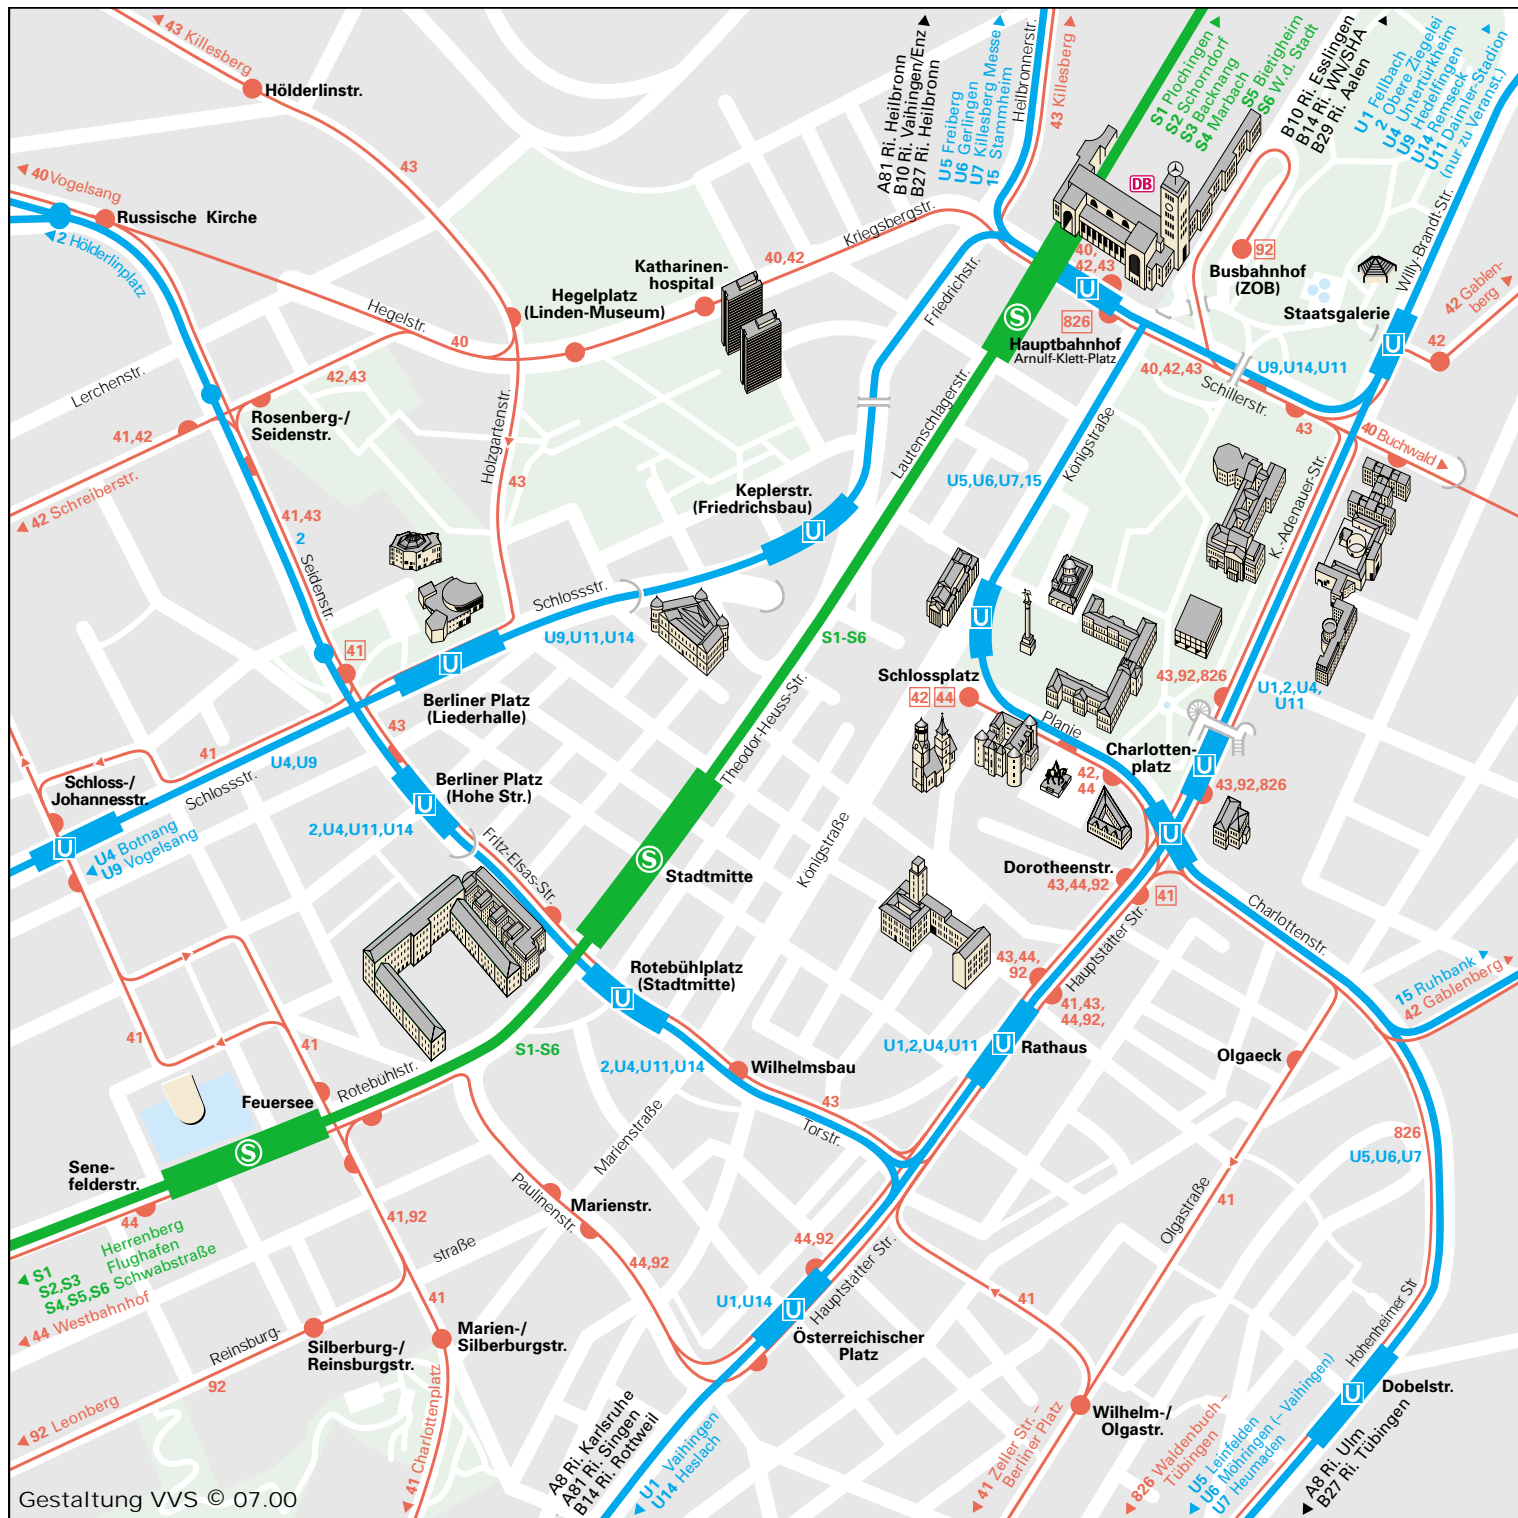 43 Killesberg
Hölderlinstr.
43
40 Vogelsang
Russische Kirche
2 Hölderlinplatz
A81 Ri. Heilbronn
B10 Ri. Vaihingen/Enz
B27 Ri. Heilbronn
U5 Freiberg
U6 Gerlingen
U7 Killesberg Messe
15 Stammheim
Heilbronnerstr.
43 Killesberg
S1 Plochingen
S2 Schorndorf
S3 Backnang
S4 Marbach
S5 Bietigheim
S6 W.d. Stadt
B10 Ri. Esslingen
B14 Ri. WN/SHA
B29 Ri. Aalen
U1 Fellbach
2 Obere Ziegelei
U4 Untertürkheim
U9 Hedelfingen
U14 Remseck
U11 Daimler-Stadion
(nur zu Veranst.)
DB
Kriegsbergstr.
40,42
Katharinen-
hospital
Hegelplatz
(Linden-Museum)
Hegelstr.
40
Friedrichstr.
40,
42,43
U
826
S
Hauptbahnhof
Arnulf-Klett-Platz
92
Busbahnhof
(ZOB)
Staatsgalerie
U
Willy-Brandt-Str.
42 Gablen-
berg
42
U9,U14,U11
40,42,43
Schillerstr.
43
40 Buchwald
Lerchenstr.
42,43
Rosenberg-/
Seidenstr.
41,42
42 Schreiberstr.
Holzgartenstr.
43
41,43
2
Seidenstr.
Lautenschlagerstr.
Königstraße
U5,U6,U7,15
K.-Adenauer-Str.
Keplerstr.
(Friedrichsbau)
U
Schlossstr.
U9,U11,U14
U
Berliner Platz
(Liederhalle)
41
43
S1-S6
Theodor-Heuss-Str.
U
Schlossplatz
42 44
Planie
43,92,826
U1,2,U4,
U11
Charlotten-
platz
U
42,
44
43,92,826
U
41
U4,U9
Schlossstr.
Schloss-/
Johannesstr.
U
U4 Botnang
U9 Vogelsang
Berliner Platz
(Hohe Str.)
U
2,U4,U11,U14
Fritz-Elsas-Str.
S
Stadtmitte
Königstraße
Dorotheenstr.
43,44,92
41
Hauptstätter Str.
Charlottenstr.
43,44,
92
41,43,
44,92,
15 Ruhbank
42 Gablenberg
Rotebühlplatz
(Stadtmitte)
U
S1-S6
2,U4,U11,U14
Wilhelmsbau
43
Torstr.
U1,2,U4,U11
U
Rathaus
Olgaeck
41
41
Rotebühlstr.
Feuersee
S
Sene-
felderstr.
44
S1 Herrenberg
S2,S3 Flughafen
S4,S5,S6 Schwabstraße
44 Westbahnhof
Marienstraße
Paulinenstr.
Marienstr.
44,92
41,92
straße
Reinsburg-
41
Marien-/
Silberburgstr.
Silberburg-/
Reinsburgstr.
92
92 Leonberg
41 Charlottenplatz
44,92
U1,U14
U
Hauptstätter Str.
Österreichischer
Platz
41
Olgastraße
41
826
U5,U6,U7
Hohenheimer Str
U
Dobelstr.
Wilhelm-/
Olgastr.
A8 Ri. Karlsruhe
A81 Ri. Singen
B14 Ri. Rottweil
U1 Vaihingen
U14 Heslach
41 Zeller Str. –
Berliner Platz
826 Waldenbuch –
Tübingen
U5 Leinfelden
U6 Möhringen (– Vaihingen)
U7 Heumaden
A8 Ri. Ulm
B27 Ri. Tübingen
Gestaltung VVS © 07.00